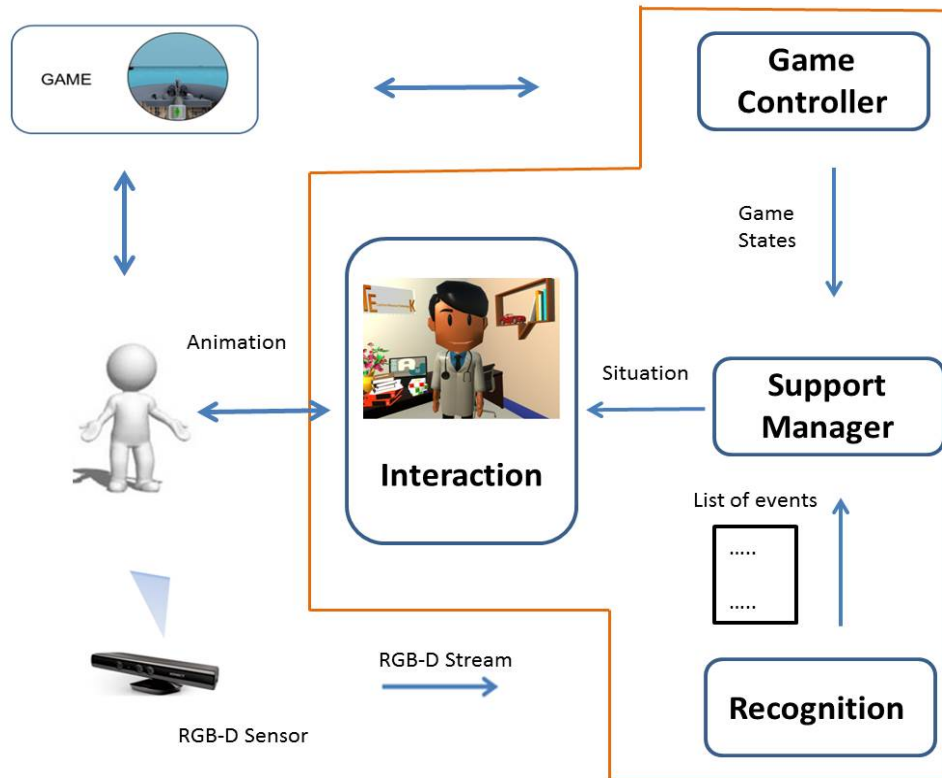 GAME
Game
Controller
Game
States
Animation
Situation
Support
Manager
Interaction
List of events
.....
.....
RGB-D Stream
Recognition
RGB-D Sensor